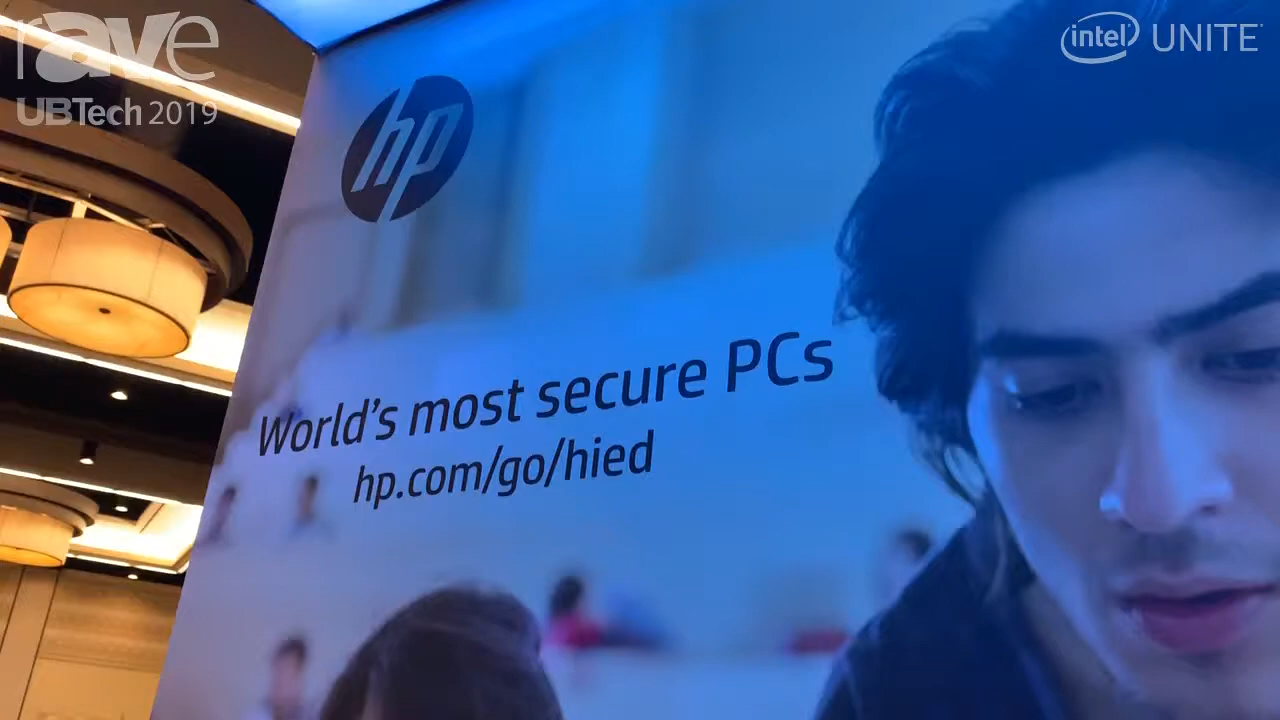 rave
UBTech 2019
intel UNITE
hp
World's most secure PCs
hp.com/go/hied